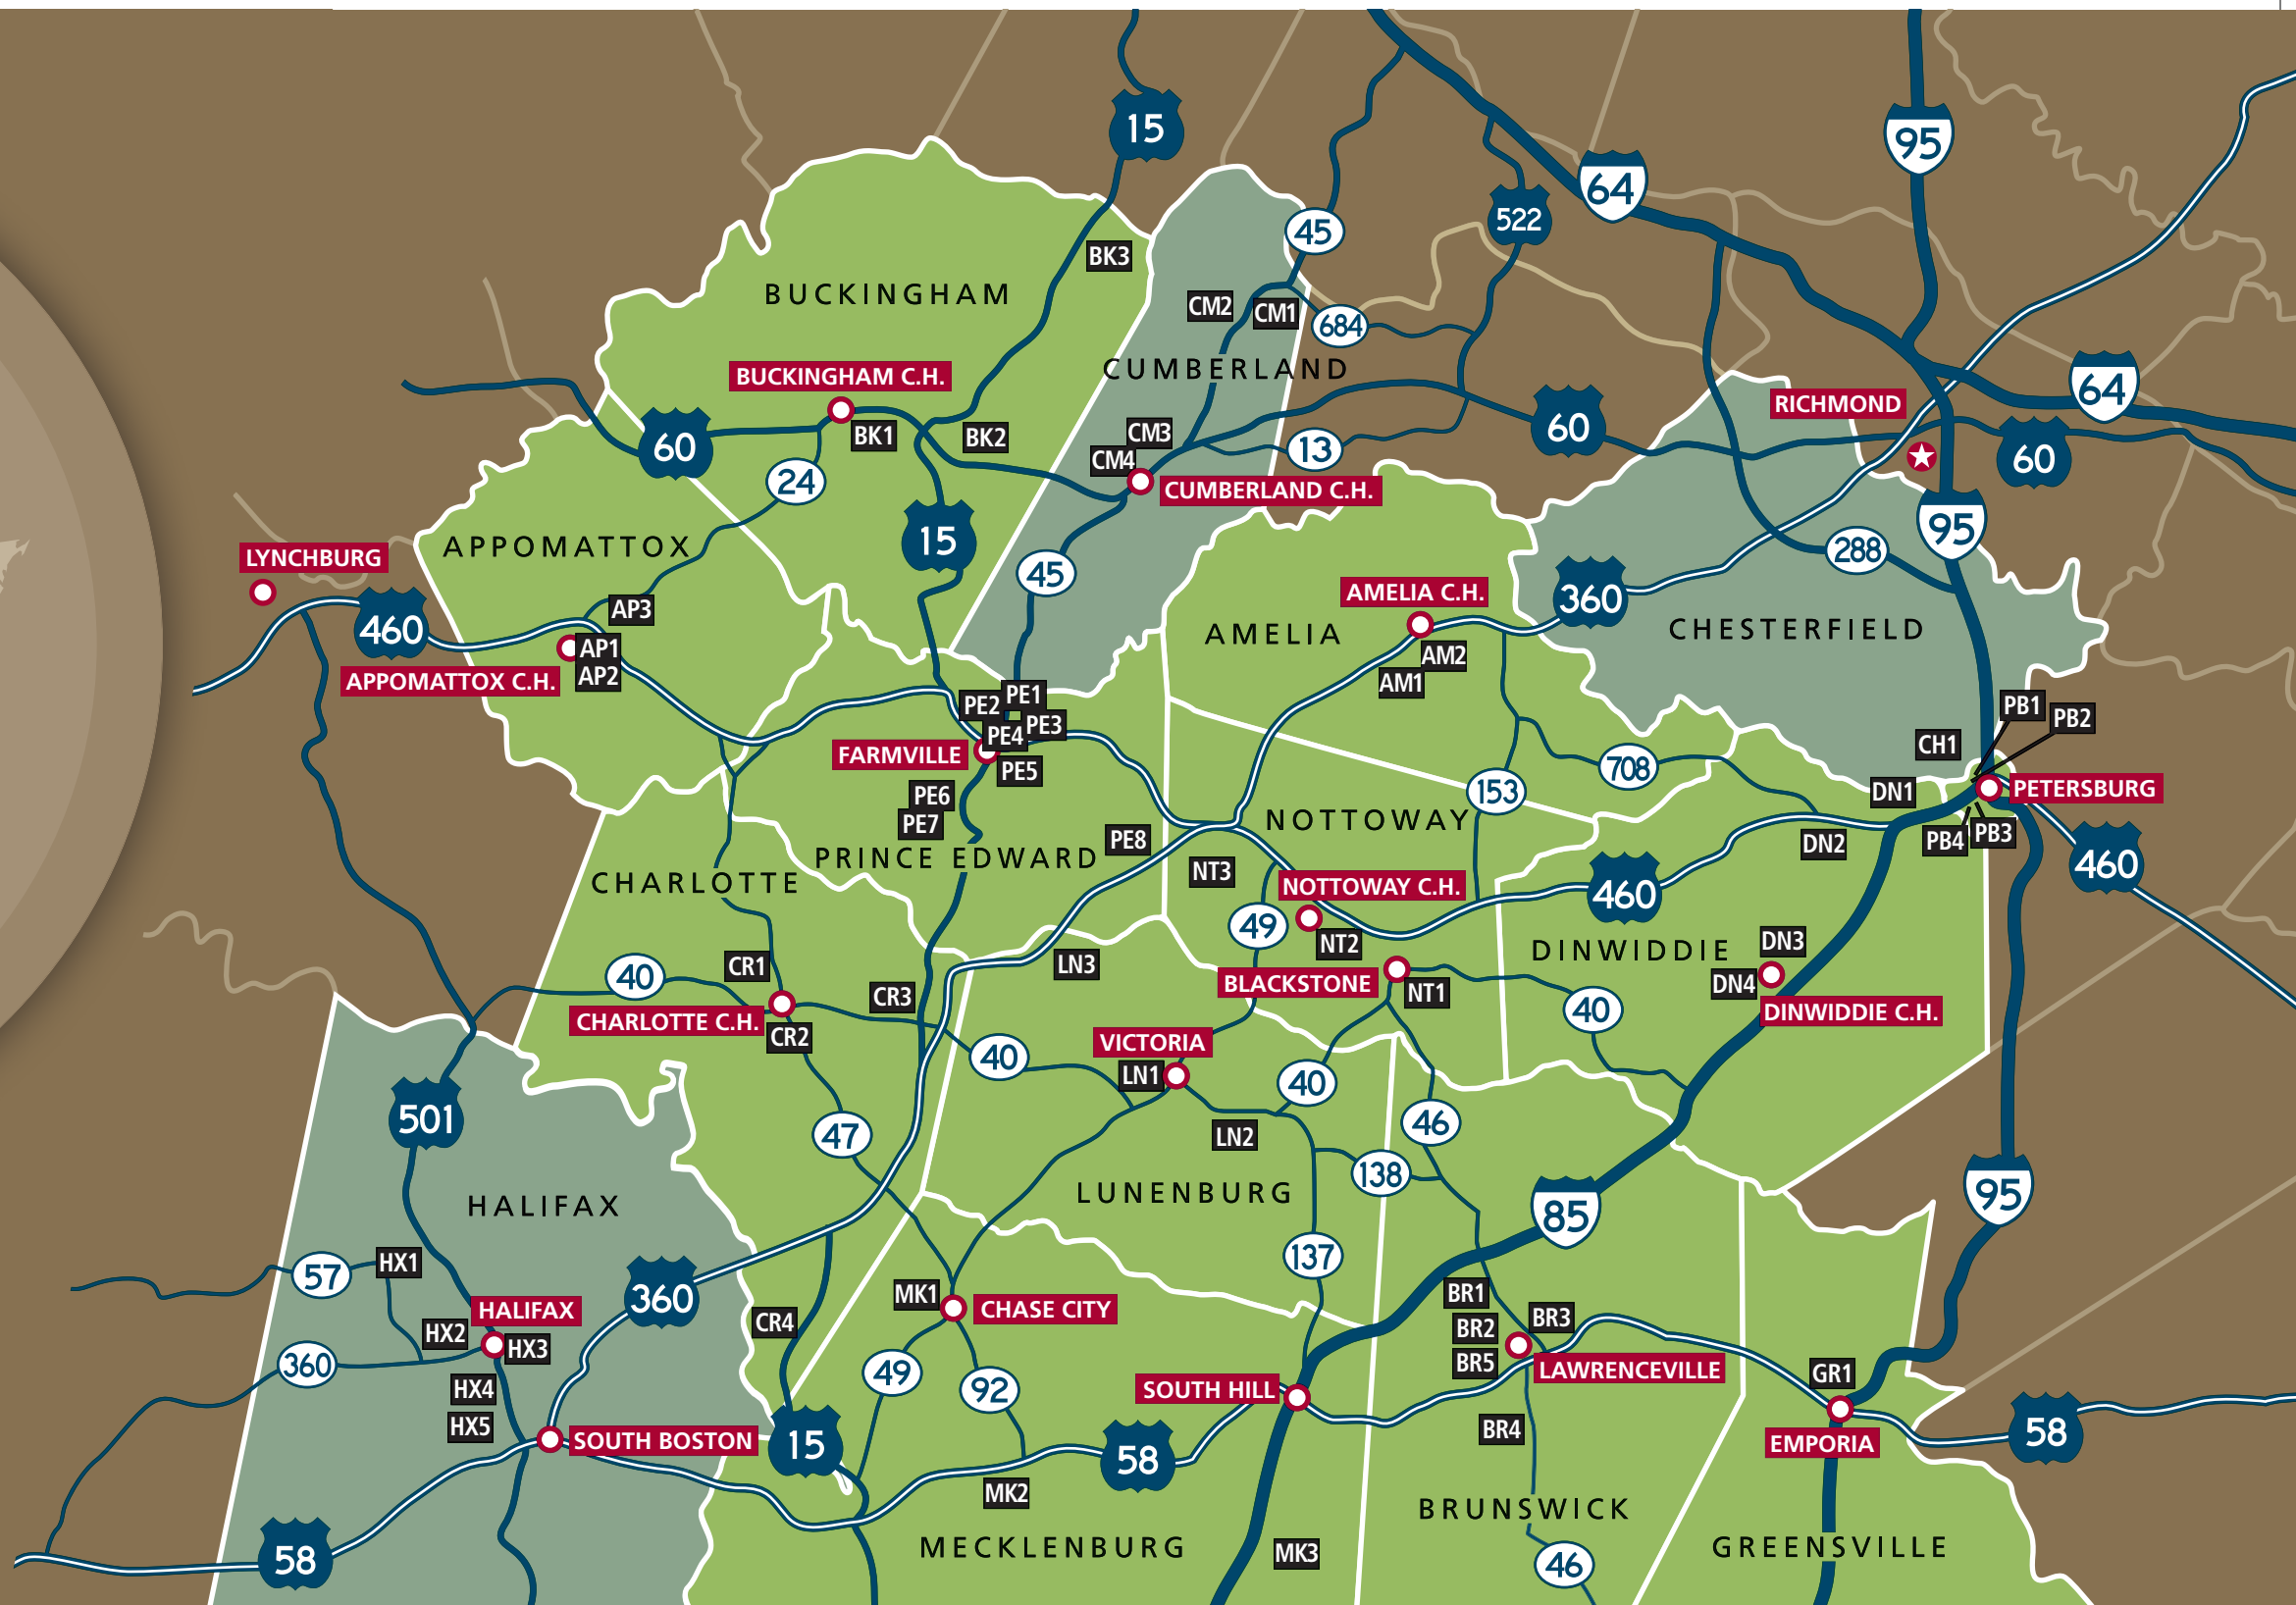 15
95
64
522
45
BK3
BUCKINGHAM
CM2
CM1
684
CUMBERLAND
BUCKINGHAM C.H.
64
RICHMOND
60
BK1
BK2
CM3
CM4
13
60
60
24
CUMBERLAND C.H.
15
95
APPOMATTOX
LYNCHBURG
45
288
AMELIA C.H.
360
460
AP3
AMELIA
CHESTERFIELD
AP1
AP2
APPOMATTOX C.H.
AM2
AM1
PE1
PE2
PE3
PE4
PB1
PB2
CH1
FARMVILLE
PE5
708
153
DN1
PETERSBURG
PE6
PE7
NOTTOWAY
PE8
DN2
PB4
PB3
PRINCE EDWARD
460
CHARLOTTE
NT3
NOTTOWAY C.H.
460
49
NT2
DINWIDDIE
DN3
CR1
LN3
40
BLACKSTONE
DN4
CR3
NT1
CHARLOTTE C.H.
40
DINWIDDIE C.H.
CR2
VICTORIA
40
LN1
40
501
47
LN2
46
138
LUNENBURG
95
HALIFAX
85
57
HX1
137
360
MK1
CHASE CITY
BR1
HALIFAX
CR4
BR3
HX2
HX3
BR2
360
BR5
LAWRENCEVILLE
49
92
GR1
HX4
SOUTH HILL
HX5
BR4
58
SOUTH BOSTON
15
EMPORIA
58
MK2
BRUNSWICK
58
MECKLENBURG
MK3
GREENSVILLE
46